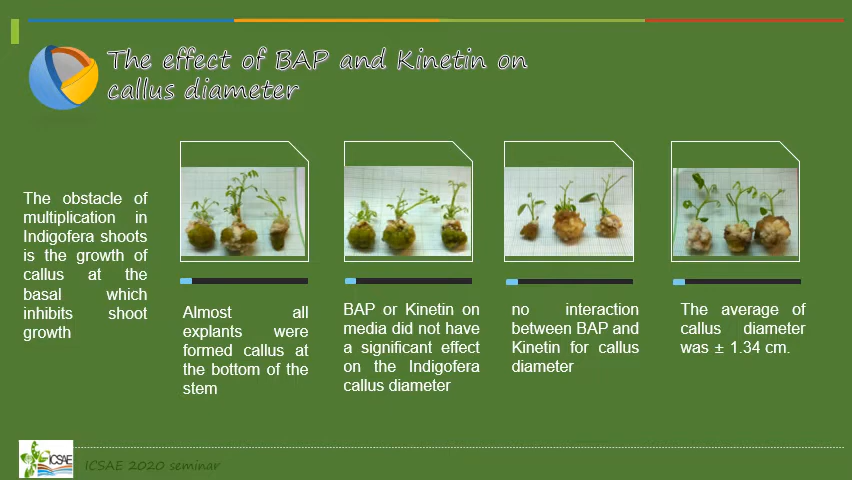 The effect of BAP and Kinetin on
callus diameter
The obstacle of
multiplication in
Indigofera shoots
is the growth of
callus at the
basal which
inhibits shoot
growth
Almost all
explants were
formed callus at
the bottom of the
stem
BAP or Kinetin on
media did not have
a significant effect
on the Indigofera
callus diameter
no interaction
between BAP and
Kinetin for callus
diameter
The average of
callus diameter
was ± 1.34 cm.
ICSAE
ICSAE 2020 seminar